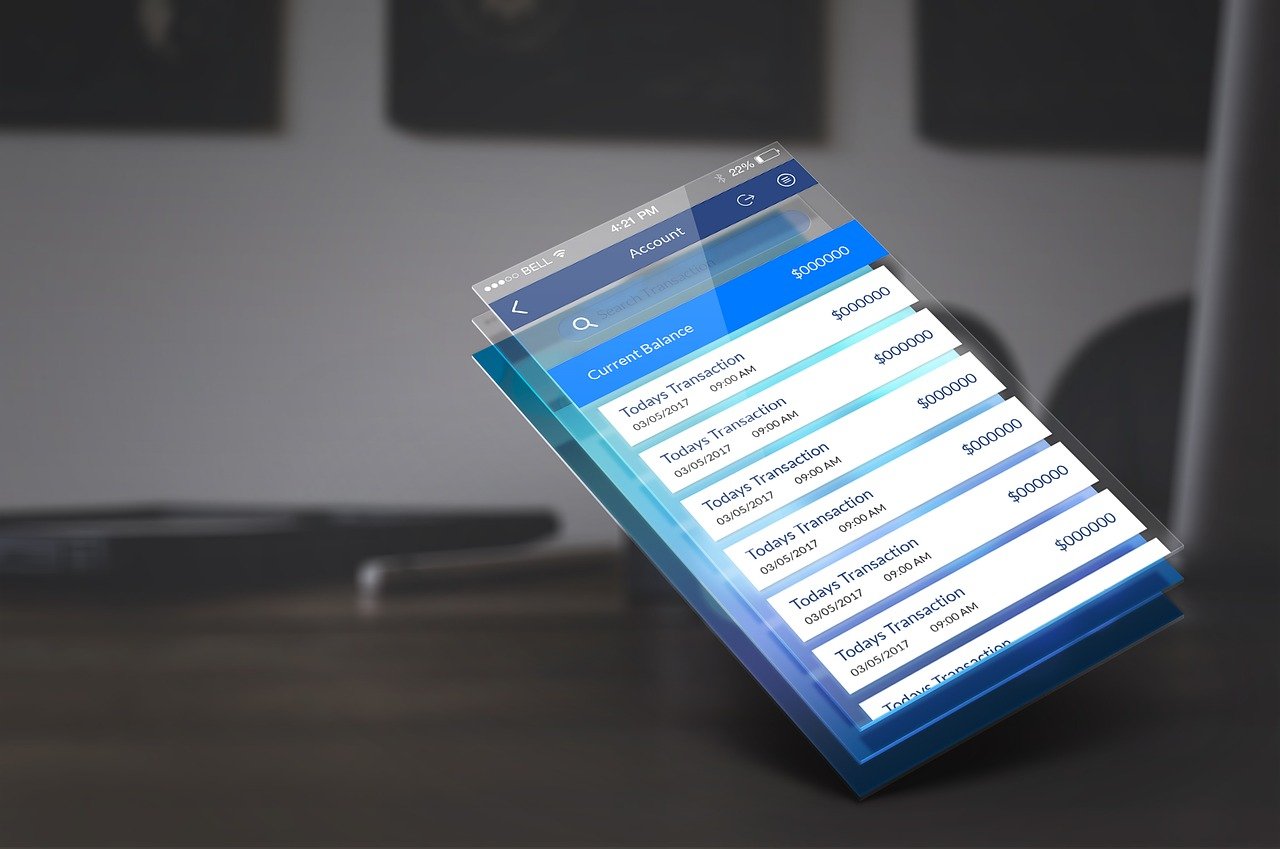 BELL 4:21 PM 22%
Account
Search Transaction
Current Balance $000000
Todays Transaction $000000
03/05/2017 09:00 AM
Todays Transaction $000000
03/05/2017 09:00 AM
Todays Transaction $000000
03/05/2017 09:00 AM
Todays Transaction $000000
03/05/2017 09:00 AM
Todays Transaction $000000
03/05/2017 09:00 AM
Todays Transaction $000000
03/05/2017 09:00 AM
Todays Transaction